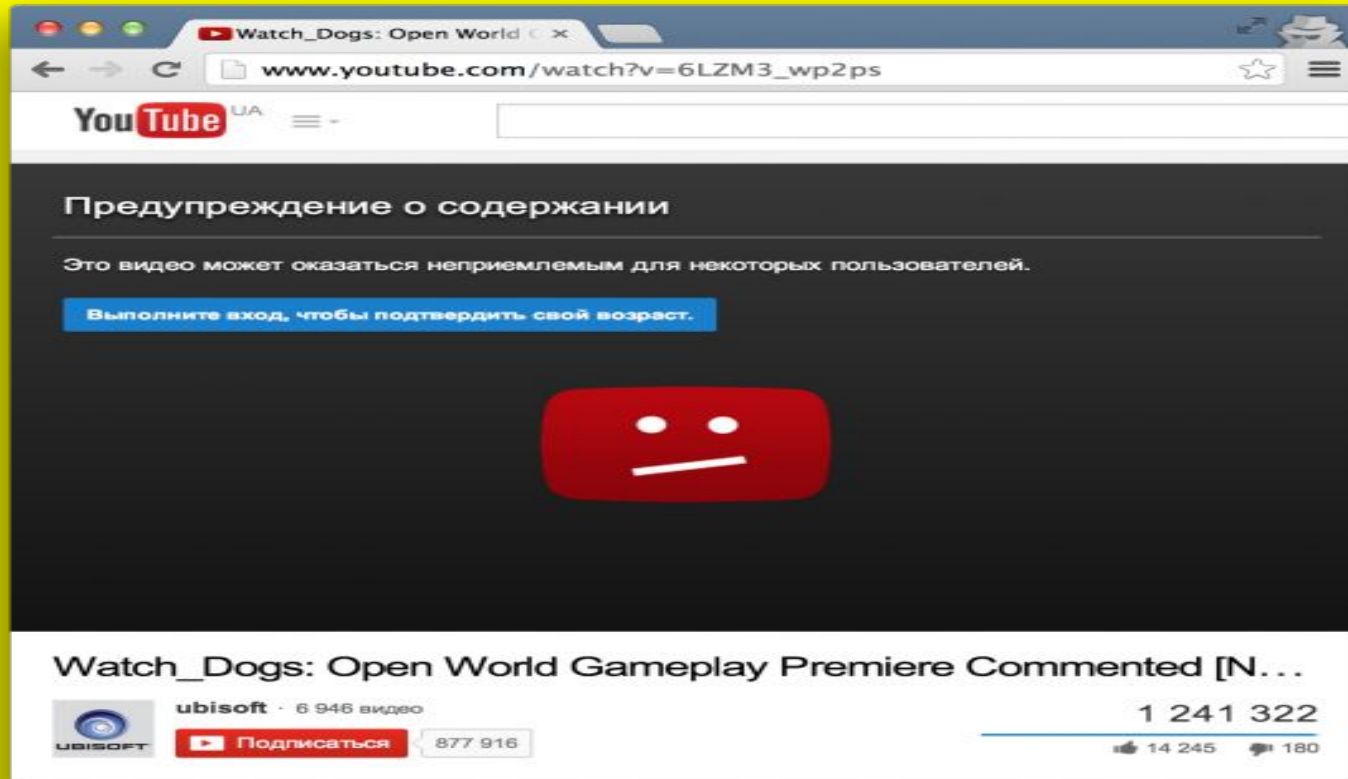 Watch_Dogs: Open World
www.youtube.com/watch?v=6LZM3_wp2ps
YouTube UA
Предупреждение о содержании
Это видео может оказаться неприемлемым для некоторых пользователей.
Выполните вход, чтобы подтвердить свой возраст.
Watch_Dogs: Open World Gameplay Premiere Commented [N...
ubisoft · 6 946 видео
1 241 322
UBISOFT
Подписаться 877 916
14 245 180